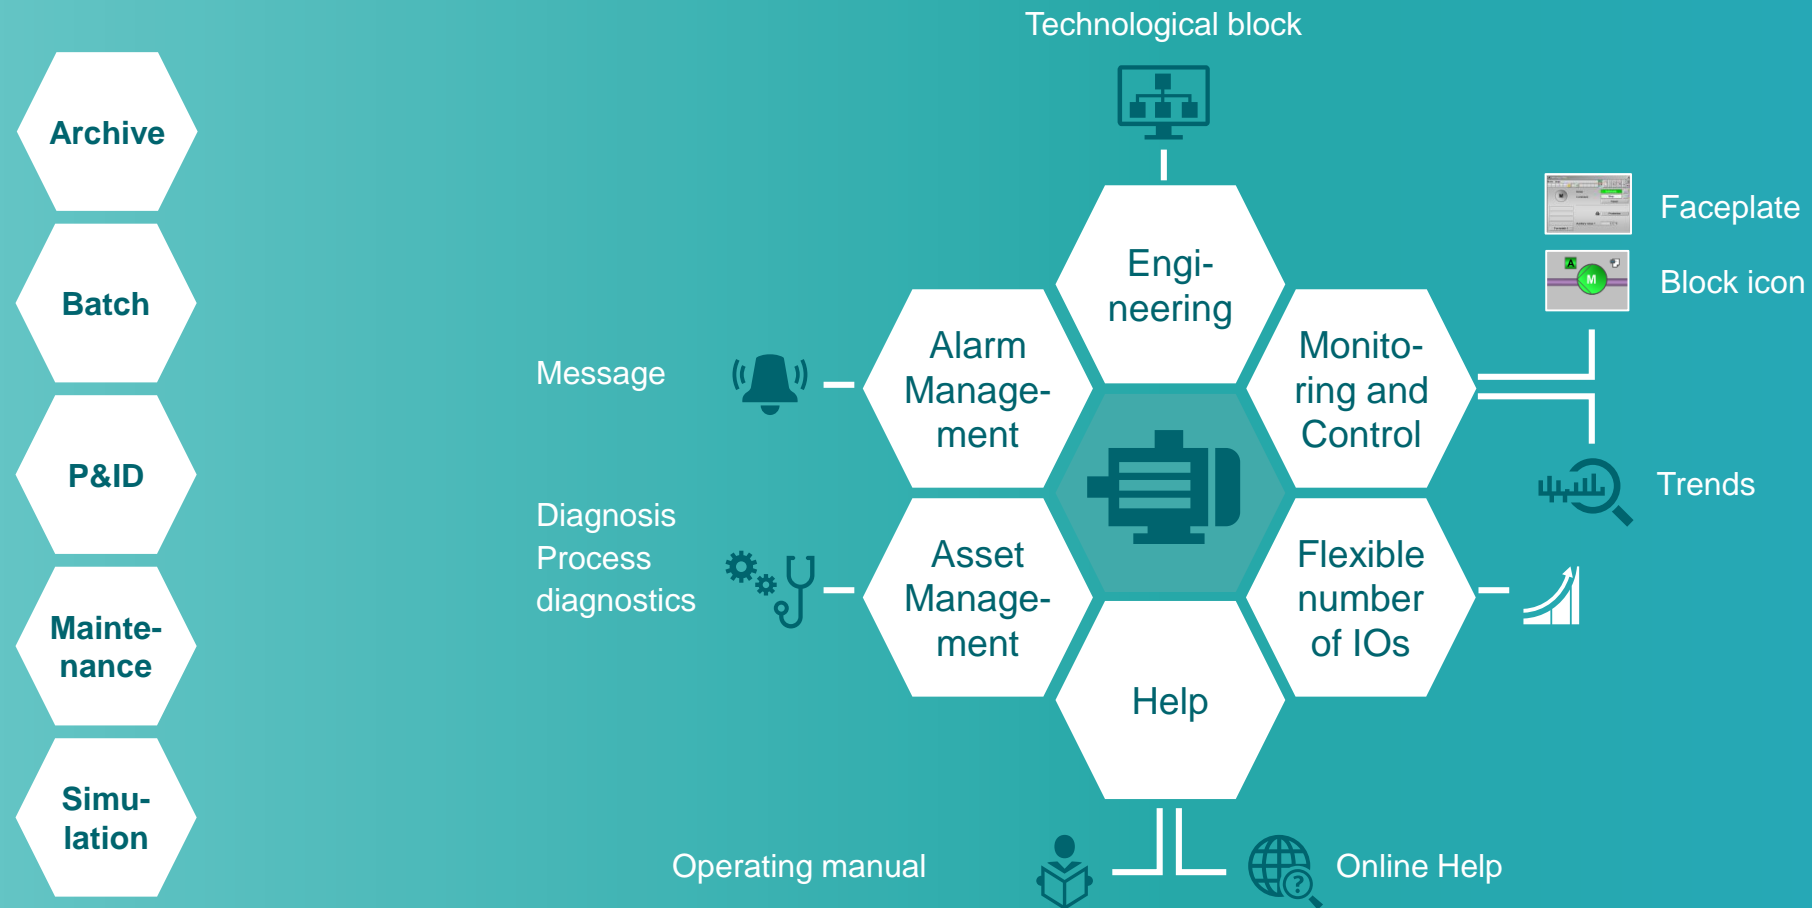 Technological block
Archive
Batch
P&ID
Mainte-
nance
Simu-
lation
Engi-
neering
Alarm
Manage-
ment
Monito-
ring and
Control
Asset
Manage-
ment
Flexible
number
of IOs
Help
Message
Diagnosis
Process
diagnostics
Faceplate
A
M
Block icon
Trends
Operating manual
?
Online Help